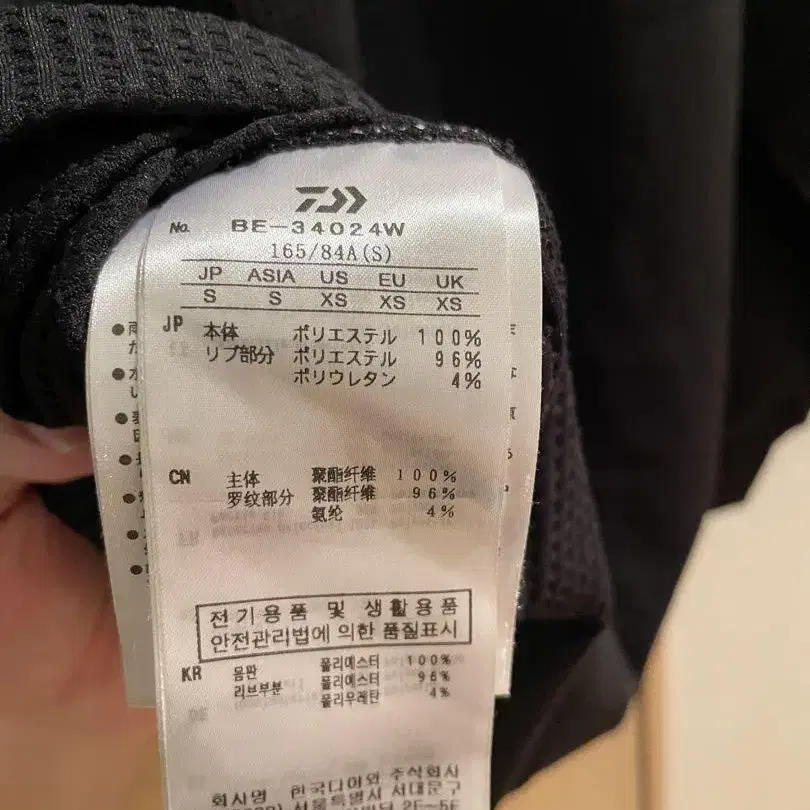 No. BE-34024W
165/84A(S)
JP ASIA US EU UK
S S XS XS XS
JP 本体 ポリエステル 100%
リブ部分 ポリエステル 96%
ポリウレタン 4%
CN 主体 聚酯纤维 100%
罗纹部分 聚酯纤维 96%
氨纶 4%
전기용품 및 생활용품
안전관리법에 의한 품질표시
KR 몸판 폴리에스터 100%
리브부분 폴리에스터 96%
폴리우레탄 4%
회사명 한국다이와 주식회사
서울특별시 서대문구
2F~5F